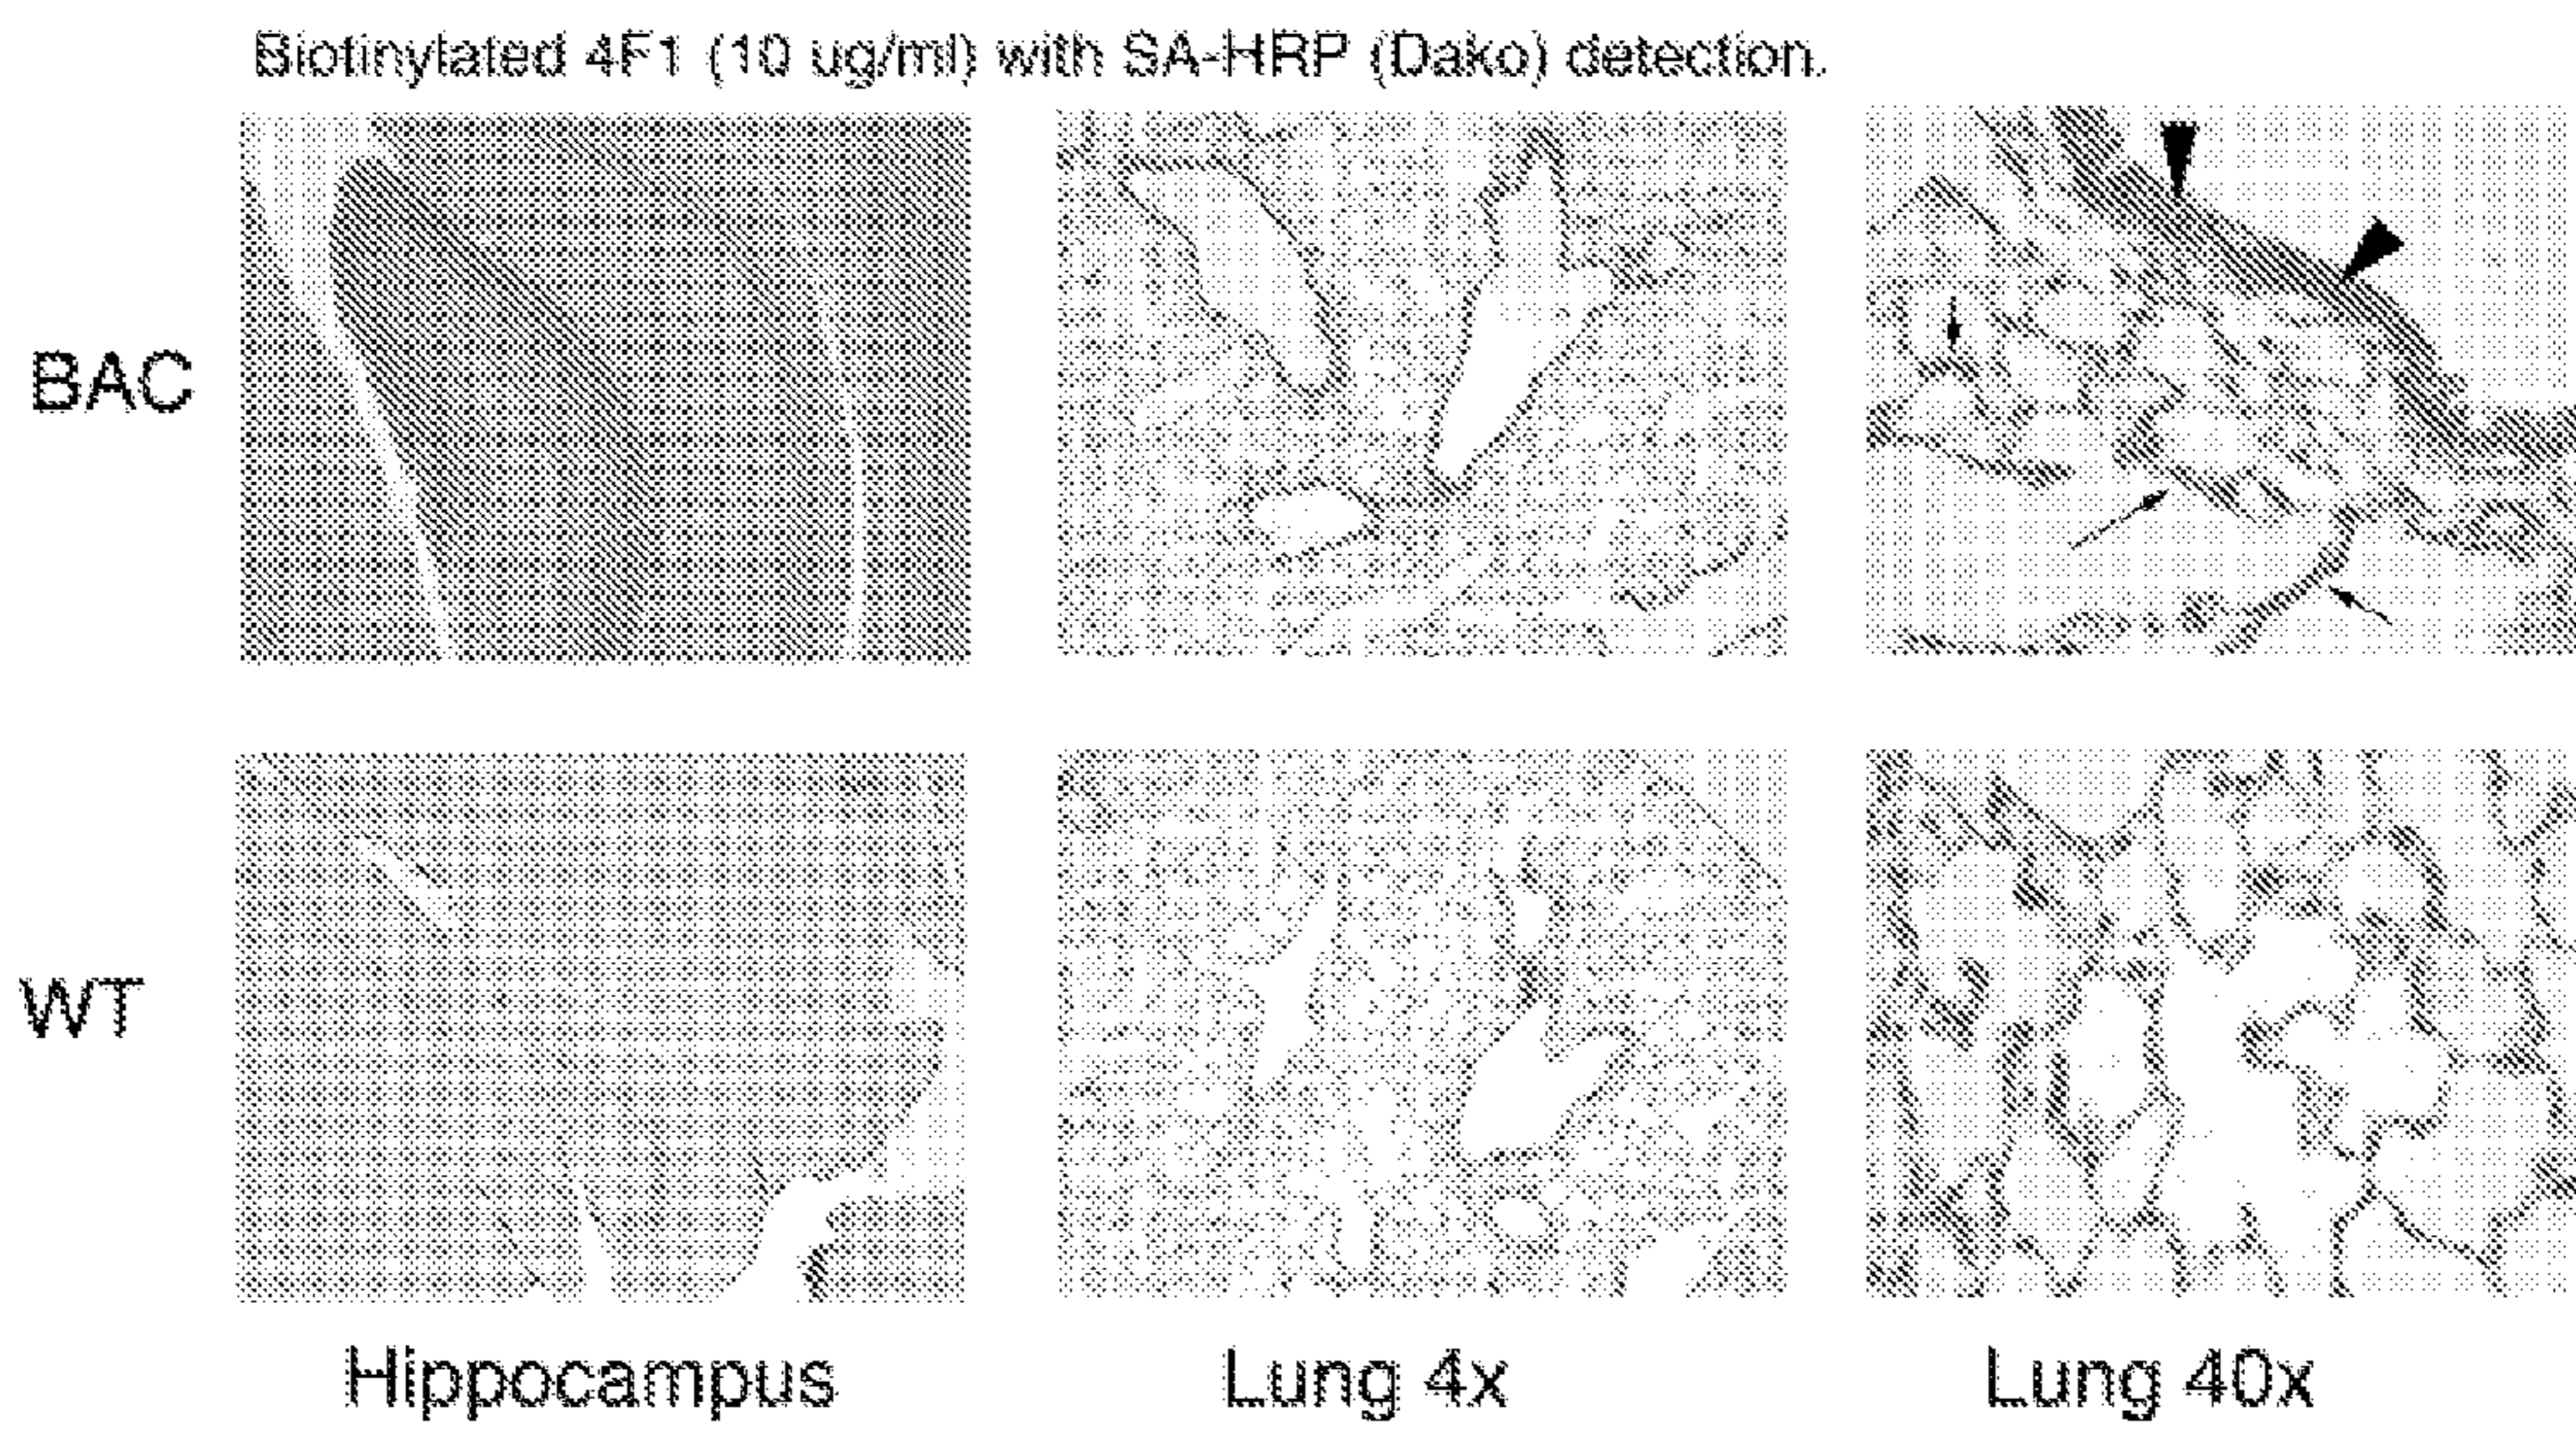 Biotinylated 4F1 (10 ug/ml) with SA-HRP (Dako) detection.
BAC
WT
Hippocampus
Lung 4x
Lung 40x